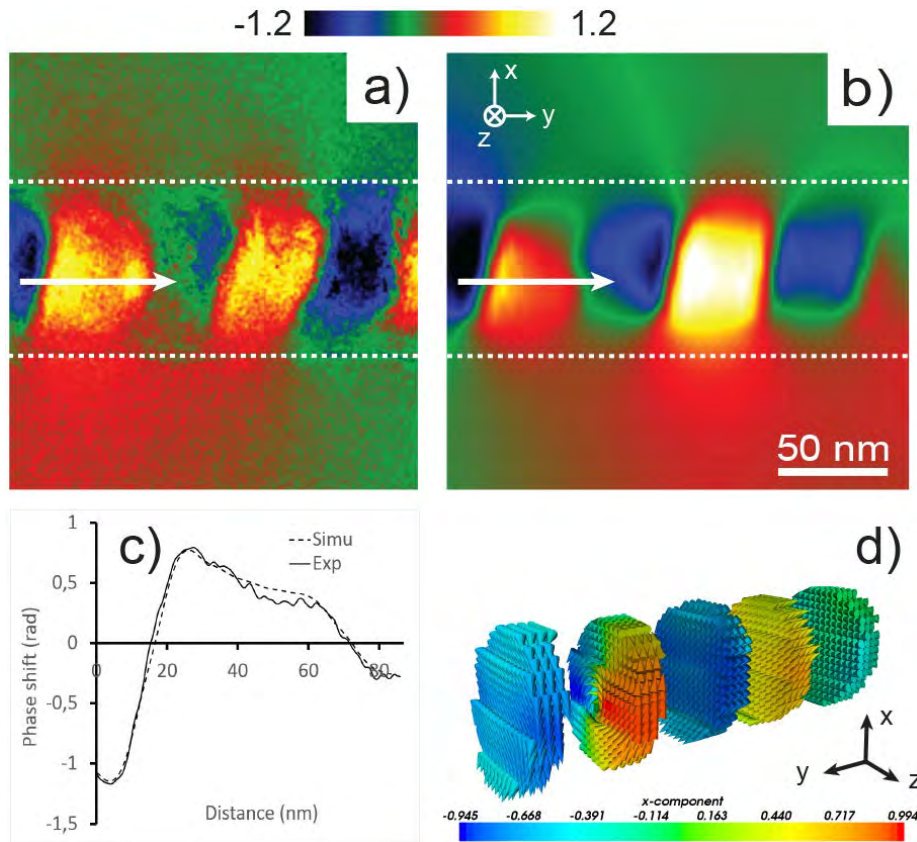 -1.2 1.2
a)
b)
x
y
z
50 nm
c)
Simu
Exp
1
0,5
0
-0,5
-1
-1,5
0 20 40 60 80
Phase shift (rad)
Distance (nm)
d)
x
y
z
x-component
-0.945 -0.668 -0.391 -0.114 0.163 0.440 0.717 0.994